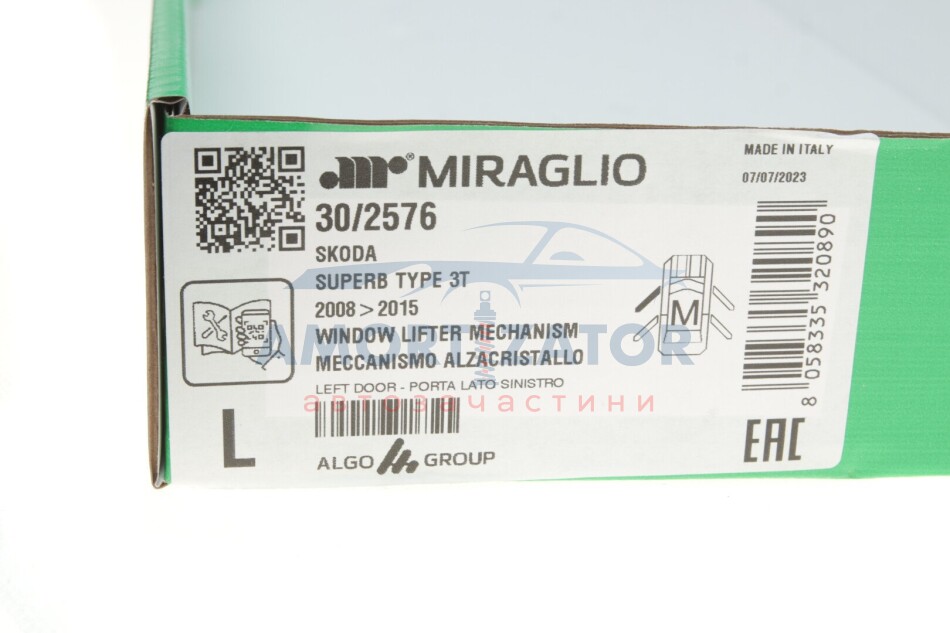 MIRAGLIO
30/2576
SKODA
SUPERB TYPE 3T
2008 > 2015
WINDOW LIFTER MECHANISM
MECCANISMO ALZACRISTALLO
LEFT DOOR - PORTA LATO SINISTRO
L
ALGO GROUP
MADE IN ITALY
07/07/2023
M
8 058335 320890
EAC
AMORTIZATOR
автозачастини